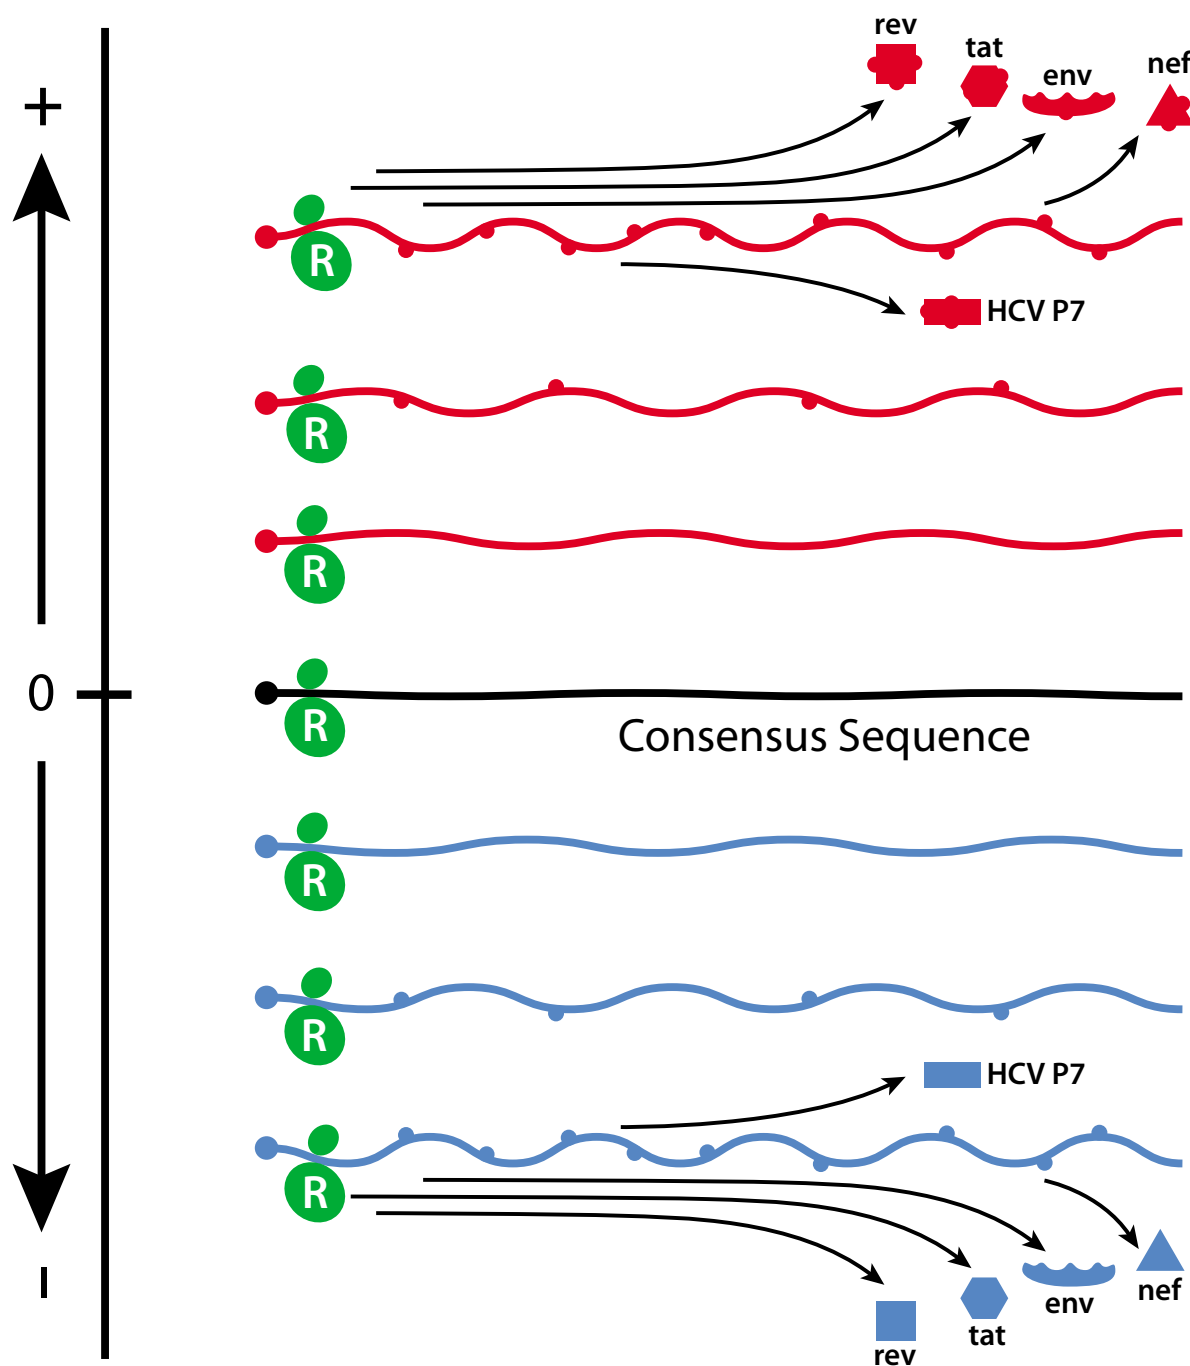 rev
tat
env
nef
+
R
HCV P7
R
R
0
R
Consensus Sequence
R
R
HCV P7
R
–
nef
env
tat
rev